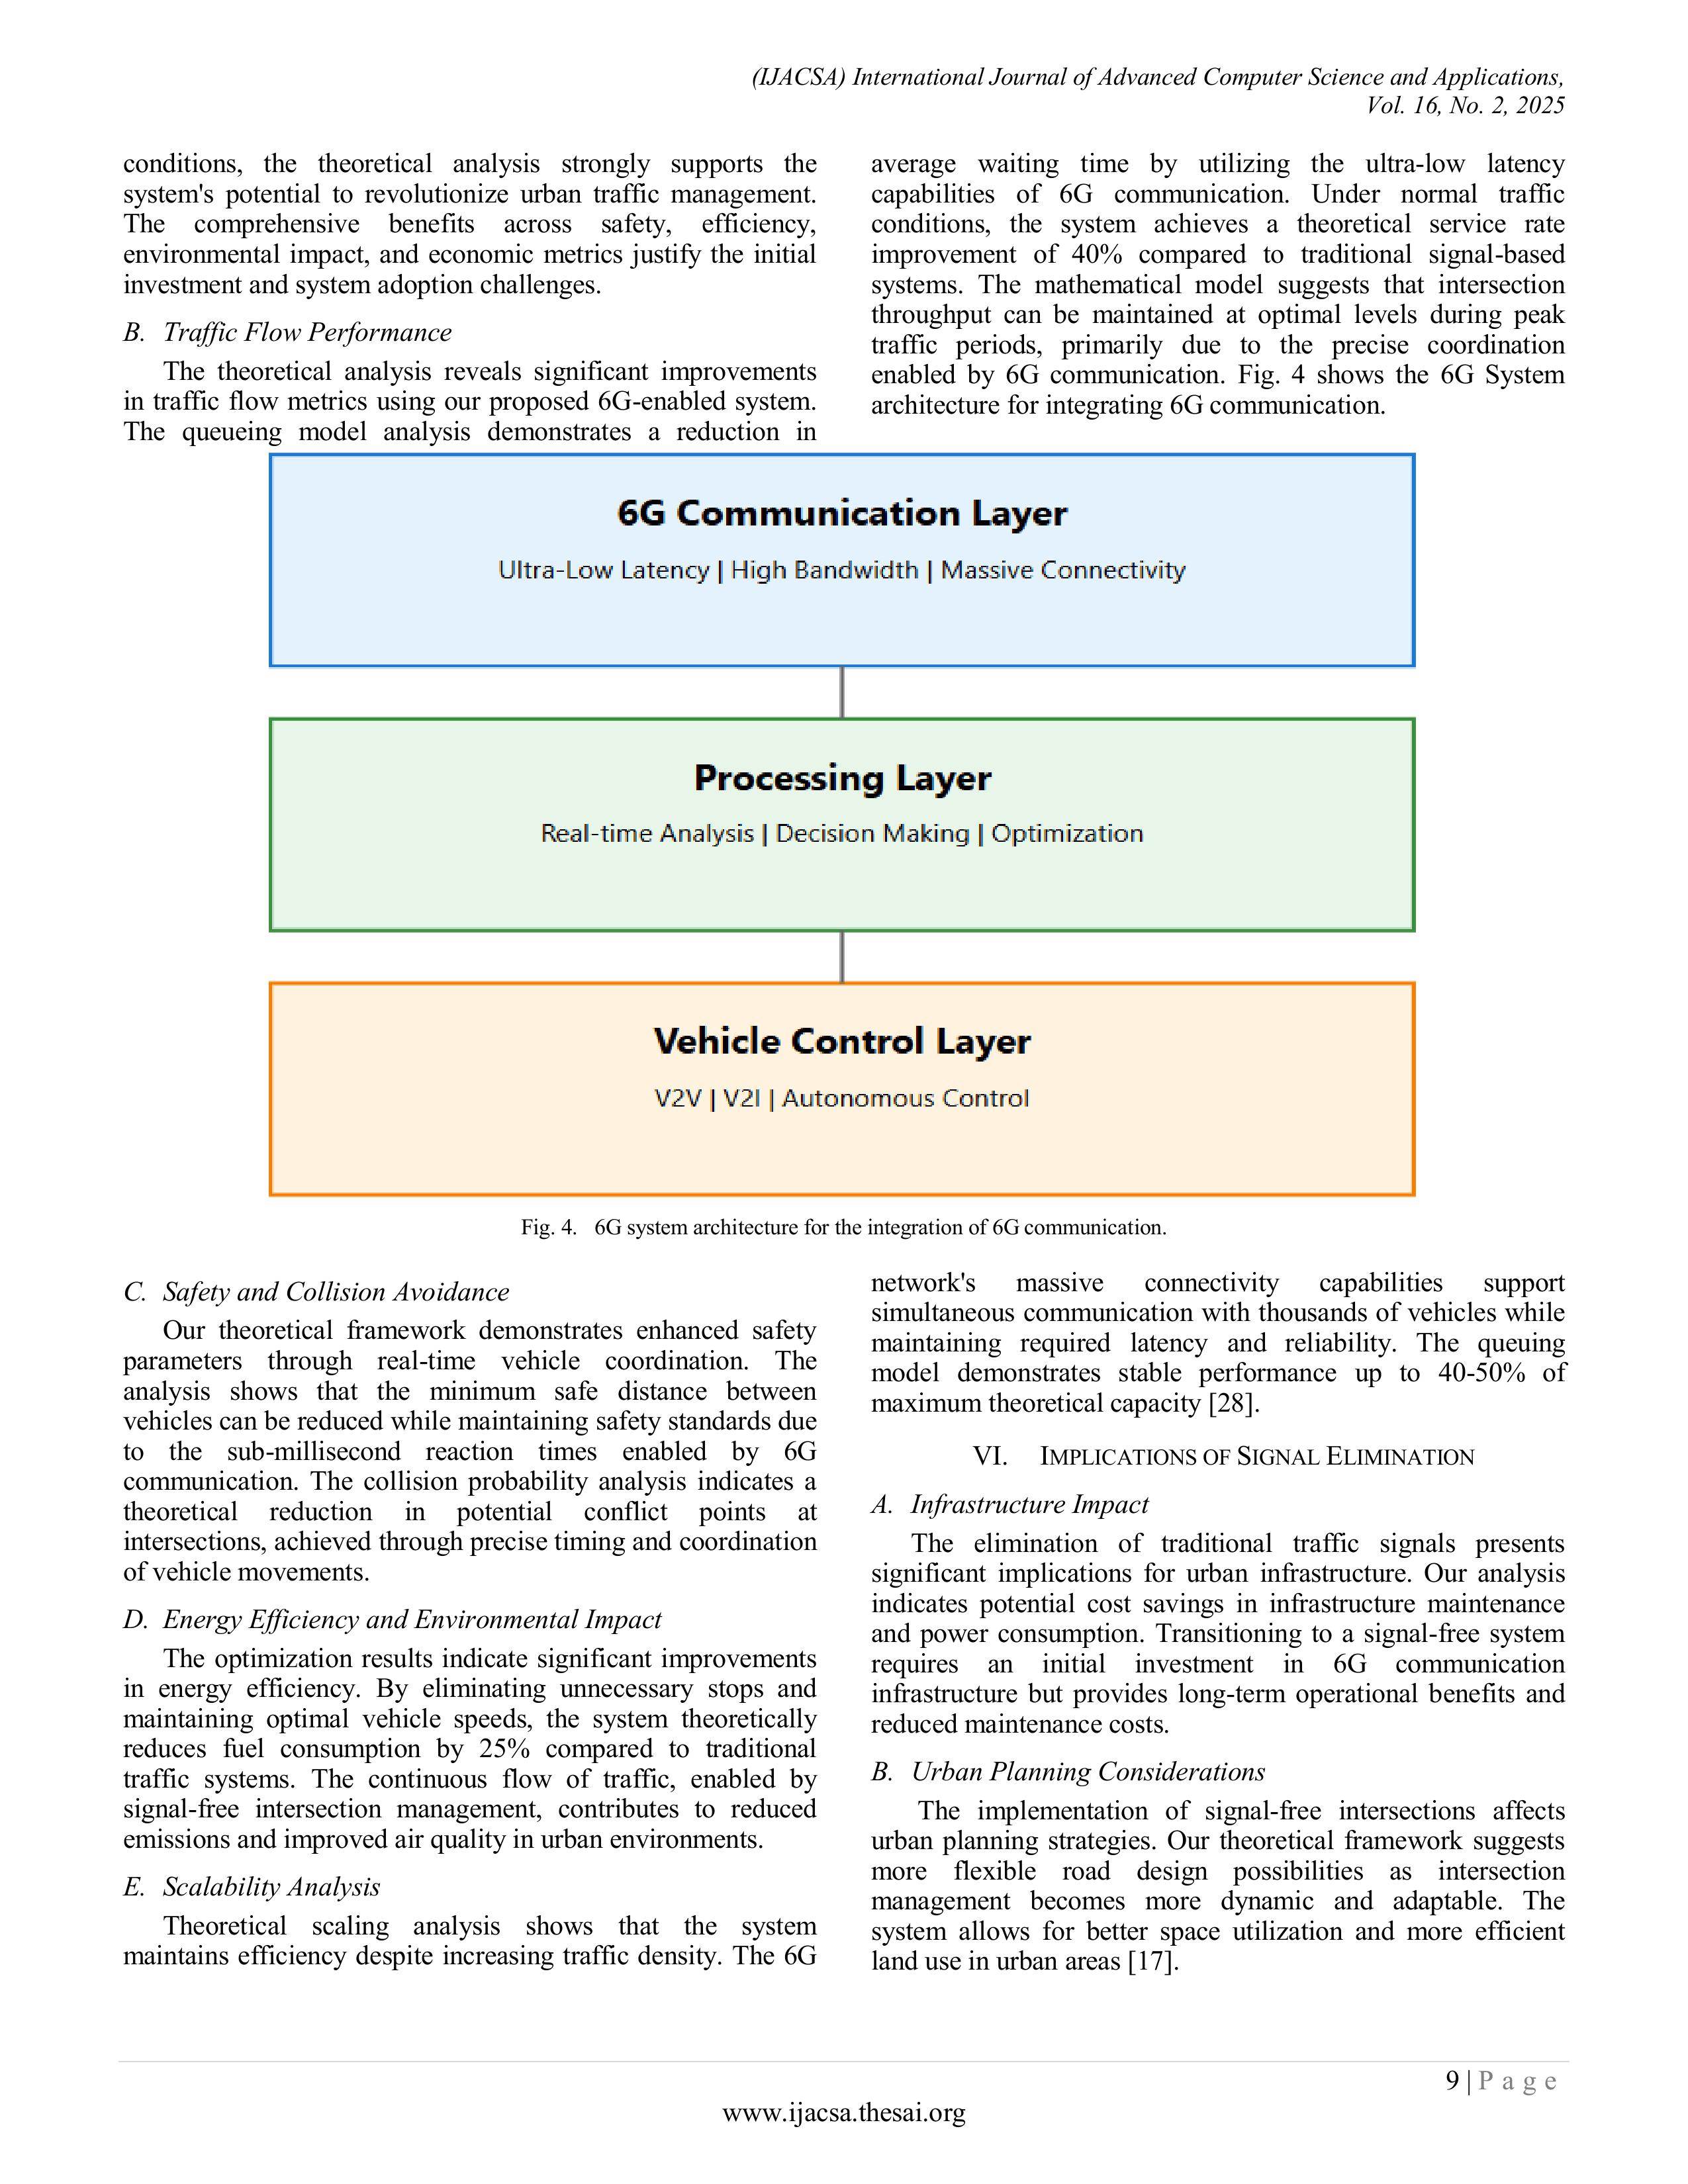 (IJACSA) International Journal of Advanced Computer Science and Applications,
Vol. 16, No. 2, 2025
conditions, the theoretical analysis strongly supports the
system's potential to revolutionize urban traffic management.
The comprehensive benefits across safety, efficiency,
environmental impact, and economic metrics justify the initial
investment and system adoption challenges.
B. Traffic Flow Performance
The theoretical analysis reveals significant improvements
in traffic flow metrics using our proposed 6G-enabled system.
The queueing model analysis demonstrates a reduction in
average waiting time by utilizing the ultra-low latency
capabilities of 6G communication. Under normal traffic
conditions, the system achieves a theoretical service rate
improvement of 40% compared to traditional signal-based
systems. The mathematical model suggests that intersection
throughput can be maintained at optimal levels during peak
traffic periods, primarily due to the precise coordination
enabled by 6G communication. Fig. 4 shows the 6G System
architecture for integrating 6G communication.
6G Communication Layer
Ultra-Low Latency | High Bandwidth | Massive Connectivity
Processing Layer
Real-time Analysis | Decision Making | Optimization
Vehicle Control Layer
V2V | V2I | Autonomous Control
Fig. 4. 6G system architecture for the integration of 6G communication.
C. Safety and Collision Avoidance
Our theoretical framework demonstrates enhanced safety
parameters through real-time vehicle coordination. The
analysis shows that the minimum safe distance between
vehicles can be reduced while maintaining safety standards due
to the sub-millisecond reaction times enabled by 6G
communication. The collision probability analysis indicates a
theoretical reduction in potential conflict points at
intersections, achieved through precise timing and coordination
of vehicle movements.
D. Energy Efficiency and Environmental Impact
The optimization results indicate significant improvements
in energy efficiency. By eliminating unnecessary stops and
maintaining optimal vehicle speeds, the system theoretically
reduces fuel consumption by 25% compared to traditional
traffic systems. The continuous flow of traffic, enabled by
signal-free intersection management, contributes to reduced
emissions and improved air quality in urban environments.
E. Scalability Analysis
Theoretical scaling analysis shows that the system
maintains efficiency despite increasing traffic density. The 6G
network's massive connectivity capabilities support
simultaneous communication with thousands of vehicles while
maintaining required latency and reliability. The queuing
model demonstrates stable performance up to 40-50% of
maximum theoretical capacity [28].
VI. IMPLICATIONS OF SIGNAL ELIMINATION
A. Infrastructure Impact
The elimination of traditional traffic signals presents
significant implications for urban infrastructure. Our analysis
indicates potential cost savings in infrastructure maintenance
and power consumption. Transitioning to a signal-free system
requires an initial investment in 6G communication
infrastructure but provides long-term operational benefits and
reduced maintenance costs.
B. Urban Planning Considerations
The implementation of signal-free intersections affects
urban planning strategies. Our theoretical framework suggests
more flexible road design possibilities as intersection
management becomes more dynamic and adaptable. The
system allows for better space utilization and more efficient
land use in urban areas [17].
9 | Page
www.ijacsa.thesai.org